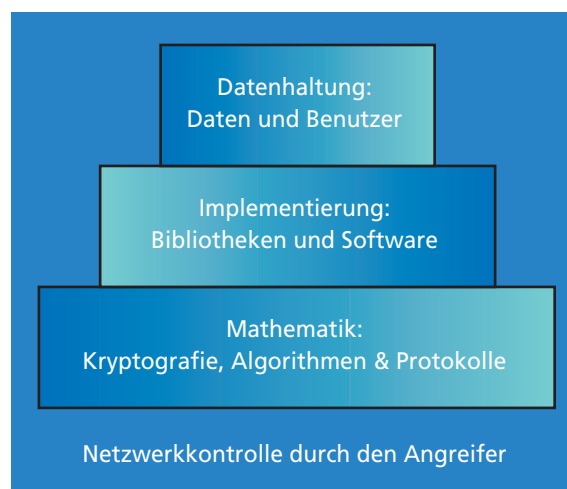 Datenhaltung:
Daten und Benutzer
Implementierung:
Bibliotheken und Software
Mathematik:
Kryptografie, Algorithmen & Protokolle
Netzwerkkontrolle durch den Angreifer